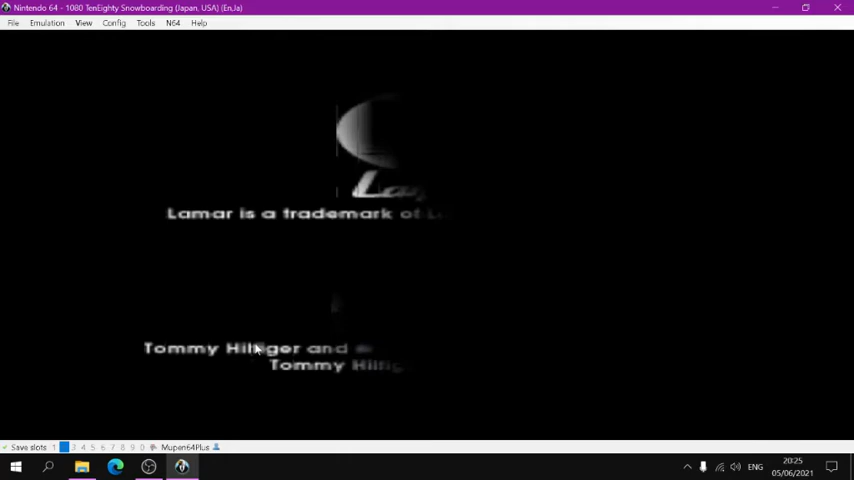 Nintendo 64 - 1080 TenEighty Snowboarding (Japan, USA) (En,Ja)
File Emulation View Config Tools N64 Help
Lamar is a trademark of
Tommy Hilfiger and
Tommy
Save slots 1 3 4 5 6 7 8 9 0 Mupen64Plus
ENG
20:25
05/06/2021